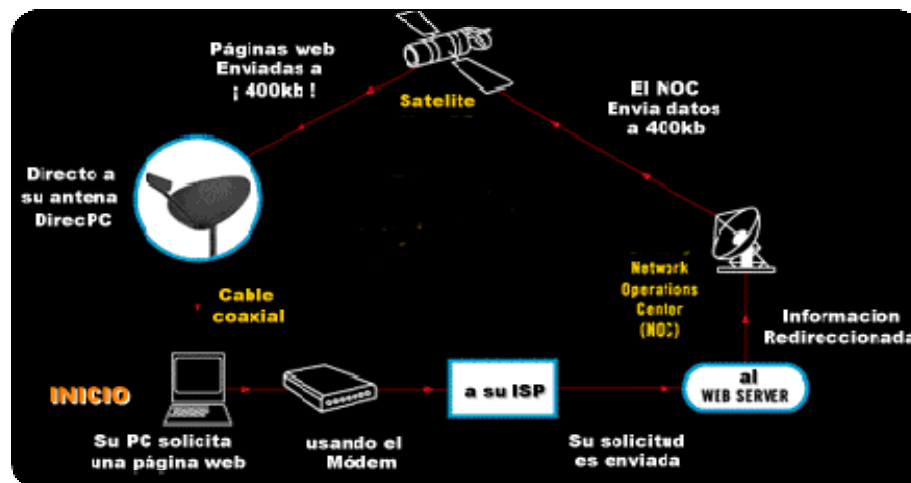 Páginas web
Enviadas a
¡ 400kb !
Satelite
El NOC
Envia datos
a 400kb
Directo a
su antena
DirecPC
Cable
coaxial
Network
Operations
Center
(NOC)
Informacion
Redireccionada
INICIO
a su ISP
al
WEB SERVER
Su PC solicita
una página web
usando el
Módem
Su solicitud
es enviada